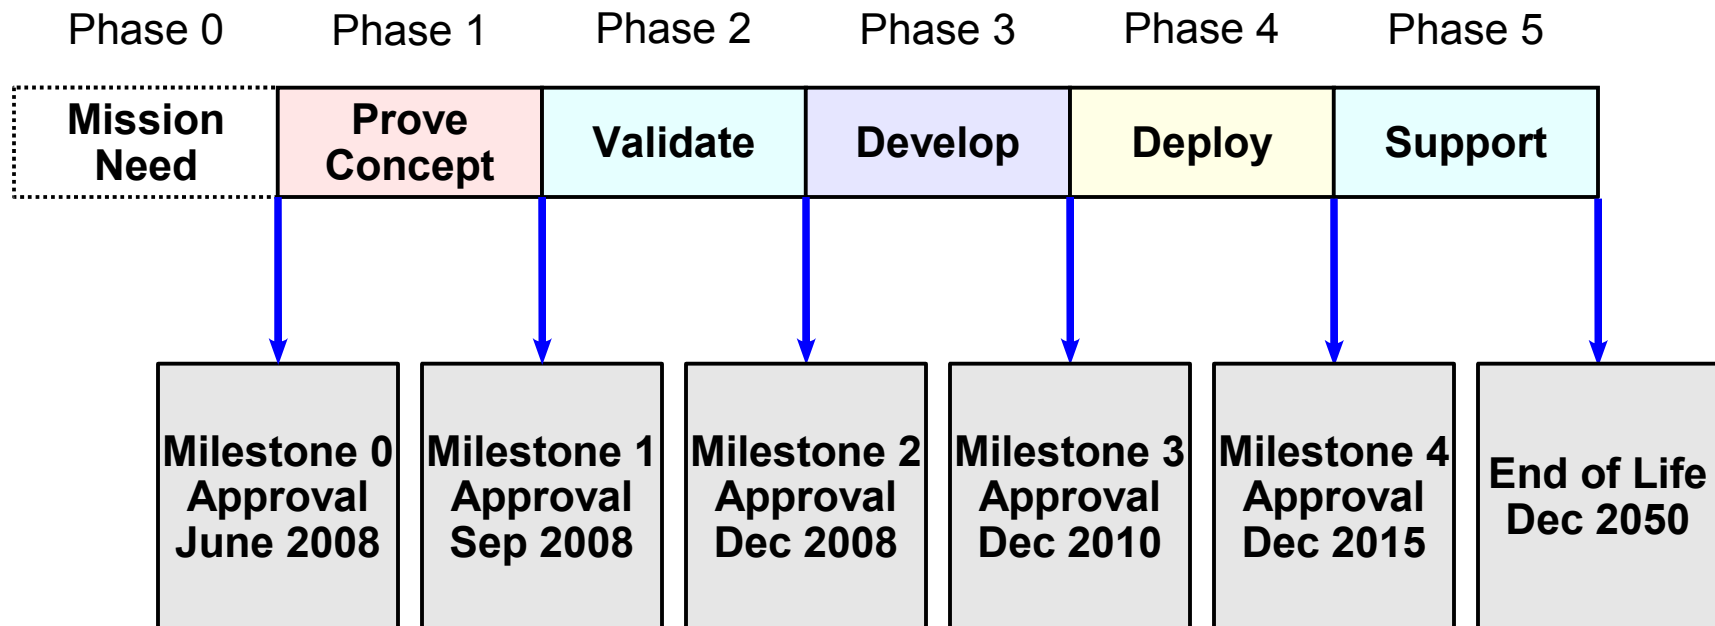 Phase 0 Phase 1 Phase 2 Phase 3 Phase 4 Phase 5
Mission
Need
Prove
Concept
Validate
Develop
Deploy
Support
Milestone 0
Approval
June 2008
Milestone 1
Approval
Sep 2008
Milestone 2
Approval
Dec 2008
Milestone 3
Approval
Dec 2010
Milestone 4
Approval
Dec 2015
End of Life
Dec 2050